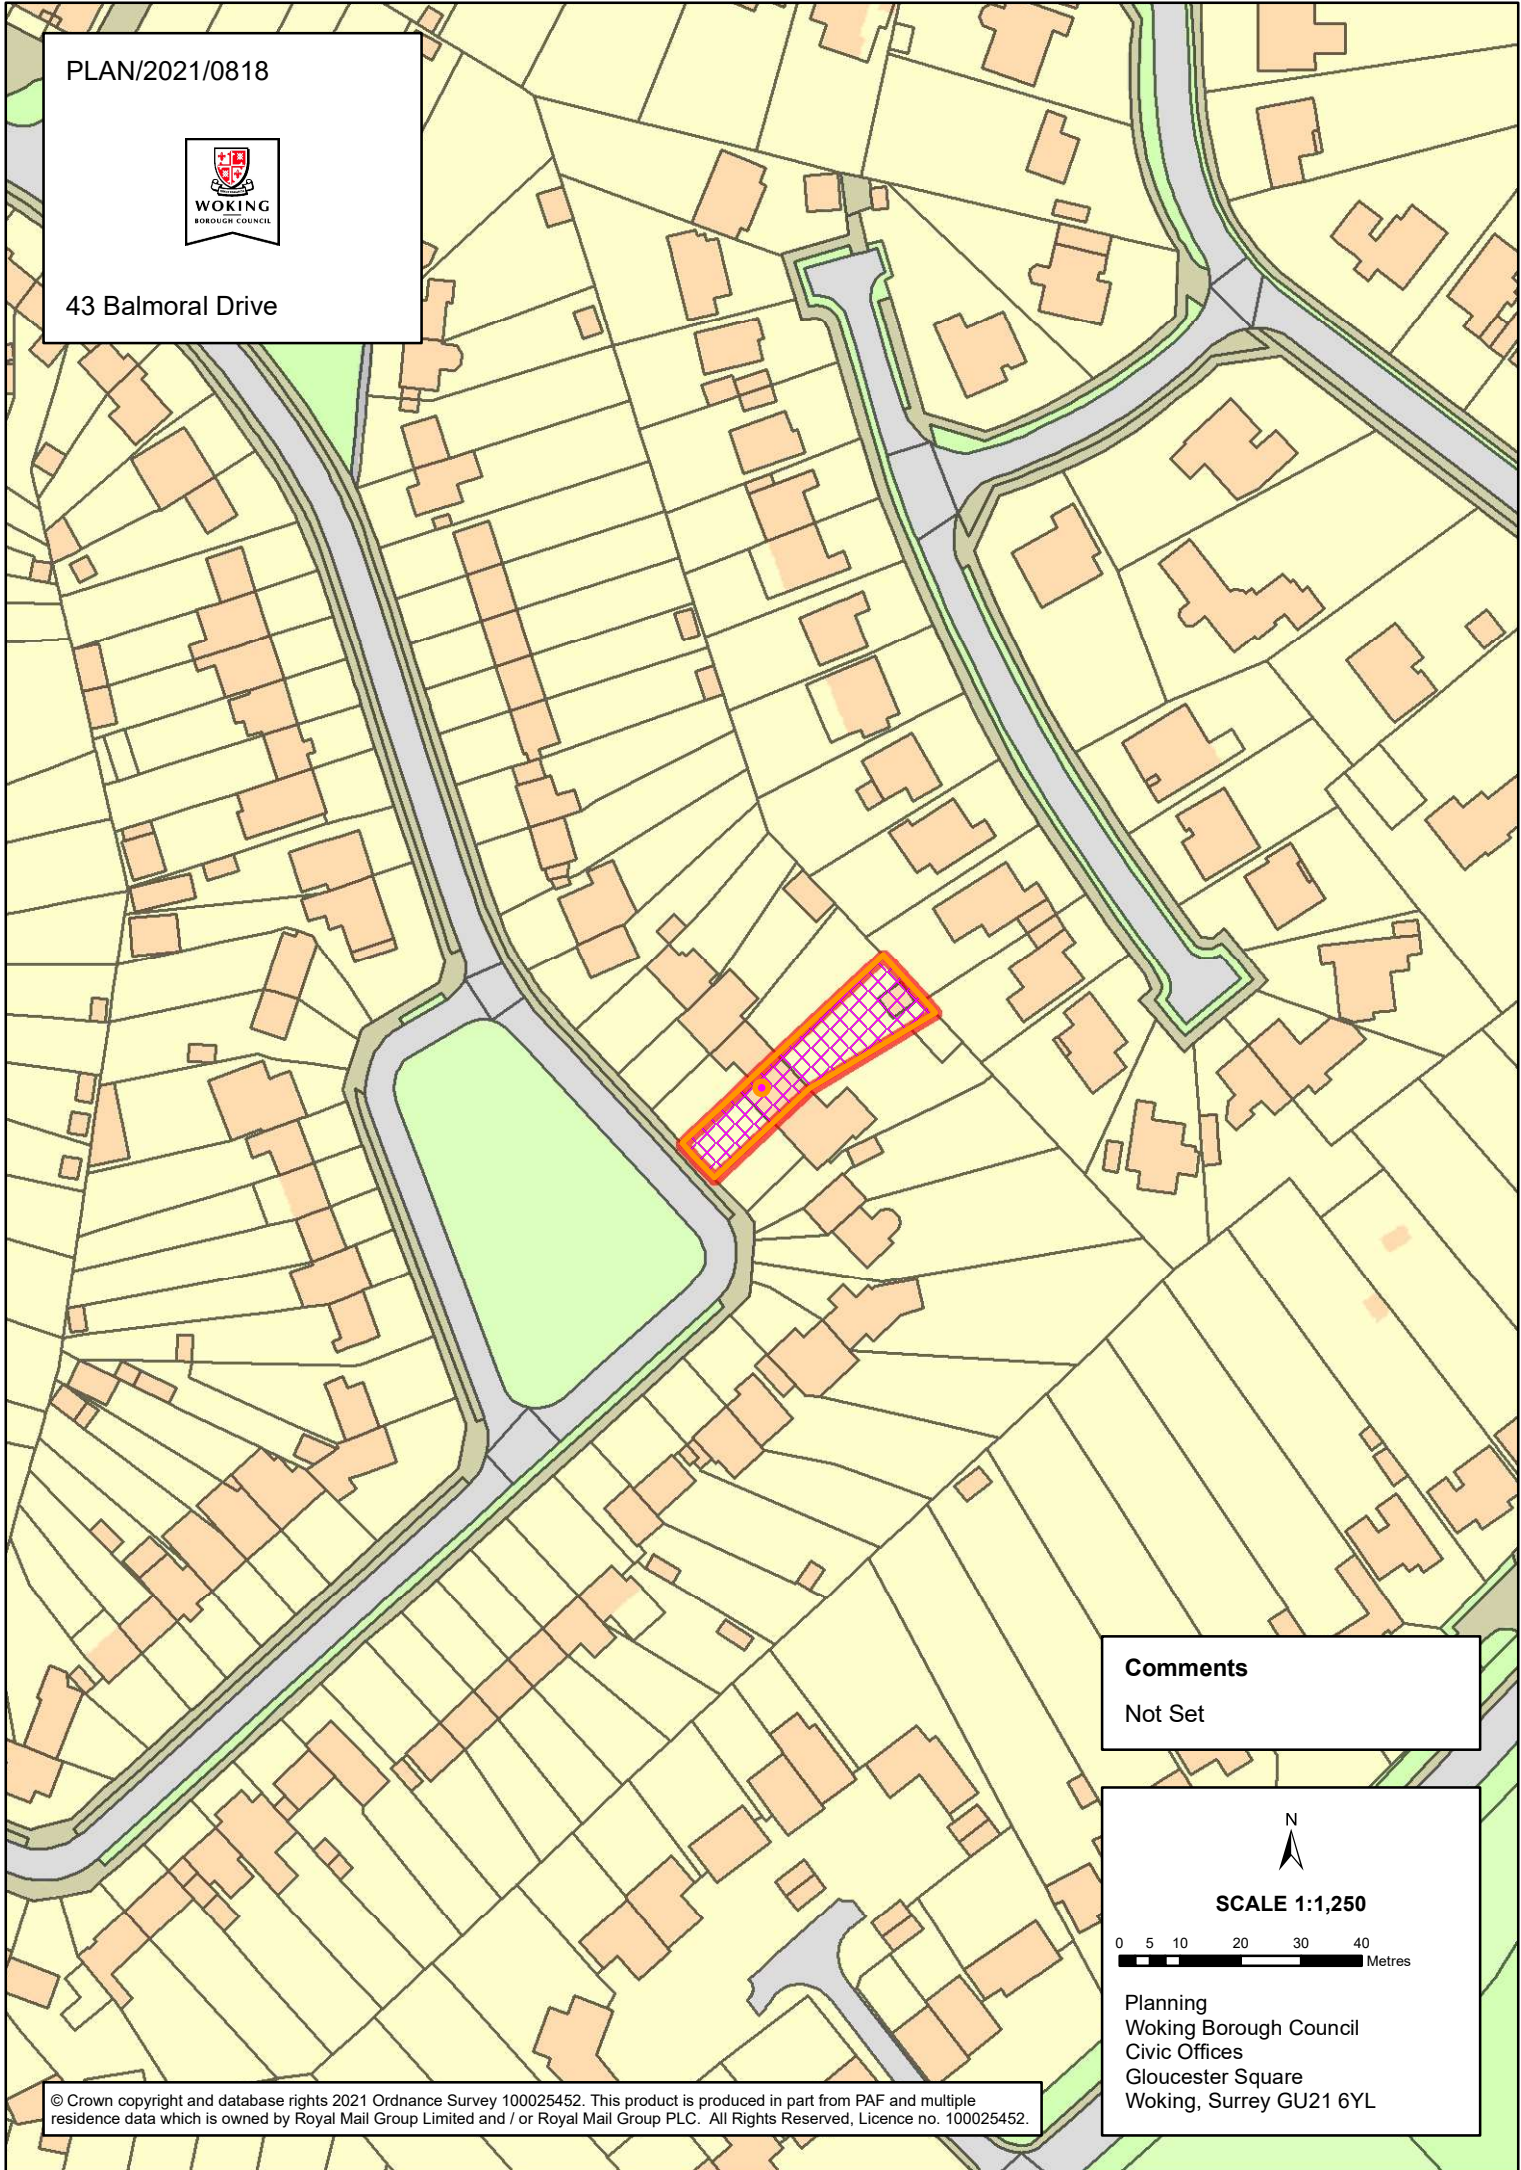 PLAN/2021/0818
WOKING
BOROUGH COUNCIL
43 Balmoral Drive
Comments
Not Set
N
SCALE 1:1,250
0 5 10 20 30 40
Metres
Planning
Woking Borough Council
Civic Offices
Gloucester Square
Woking, Surrey GU21 6YL
© Crown copyright and database rights 2021 Ordnance Survey 100025452. This product is produced in part from PAF and multiple
residence data which is owned by Royal Mail Group Limited and / or Royal Mail Group PLC. All Rights Reserved, Licence no. 100025452.